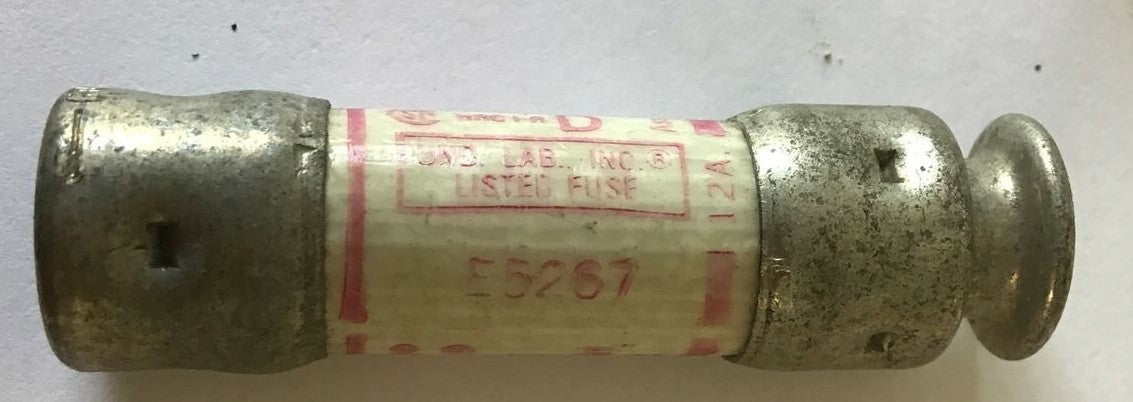 D
UND. LAB. INC.®
LISTED FUSE
12A.
E5267